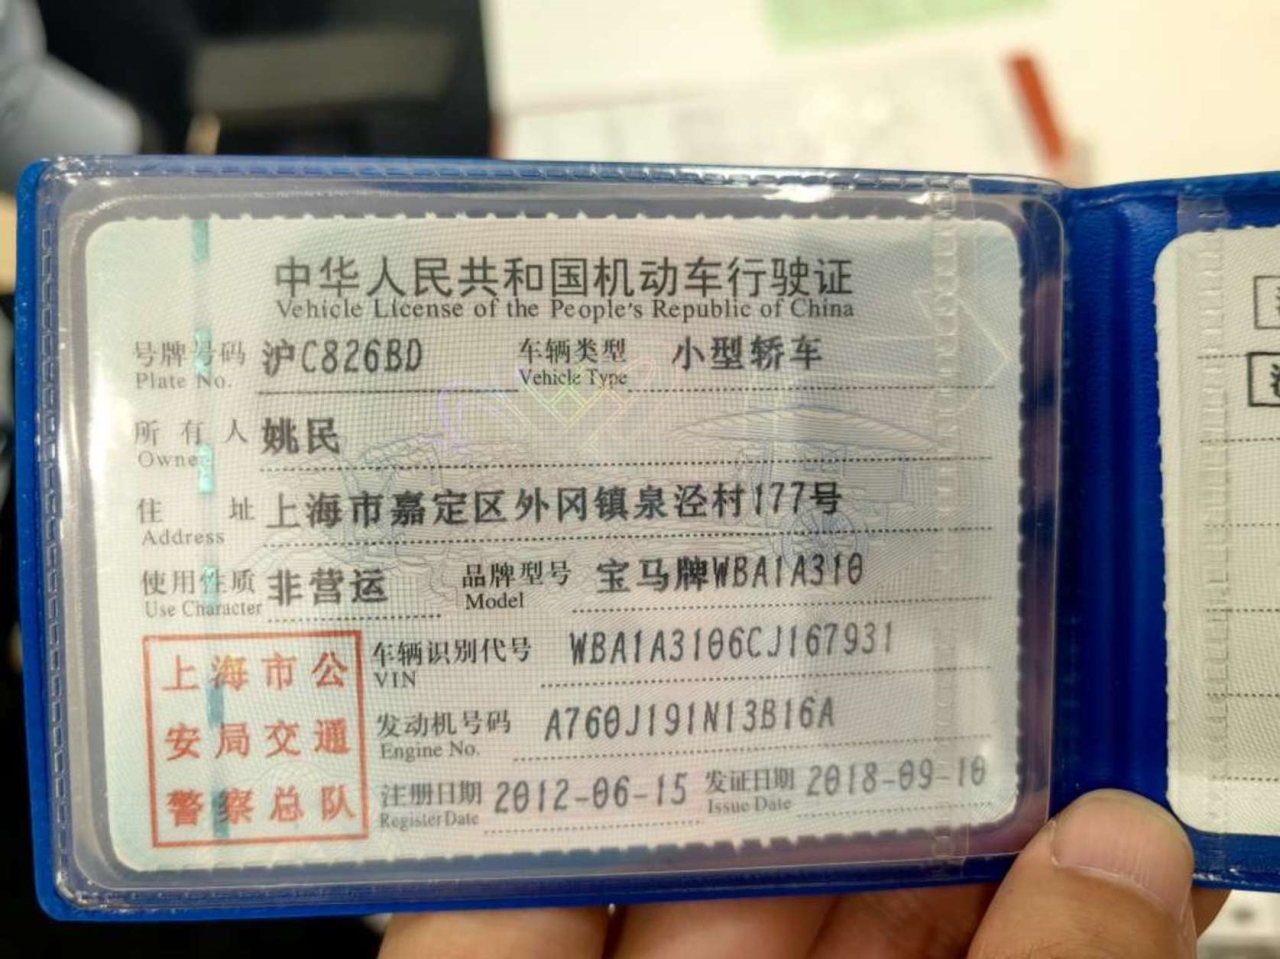 中华人民共和国机动车行驶证
Vehicle License of the People's Republic of China
号牌号码 沪C826BD 车辆类型 小型轿车
Plate No. Vehicle Type
所有人 姚民
Owner
住址 上海市嘉定区外冈镇泉泾村177号
Address
使用性质 非营运 品牌型号 宝马牌WBA1A310
Use Character Model
上海市公
安局交通
警察总队
车辆识别代号 WBA1A3106CJ167931
VIN
发动机号码 A760J191N13B16A
Engine No.
注册日期 2012-06-15 发证日期 2018-09-10
Register Date Issue Date